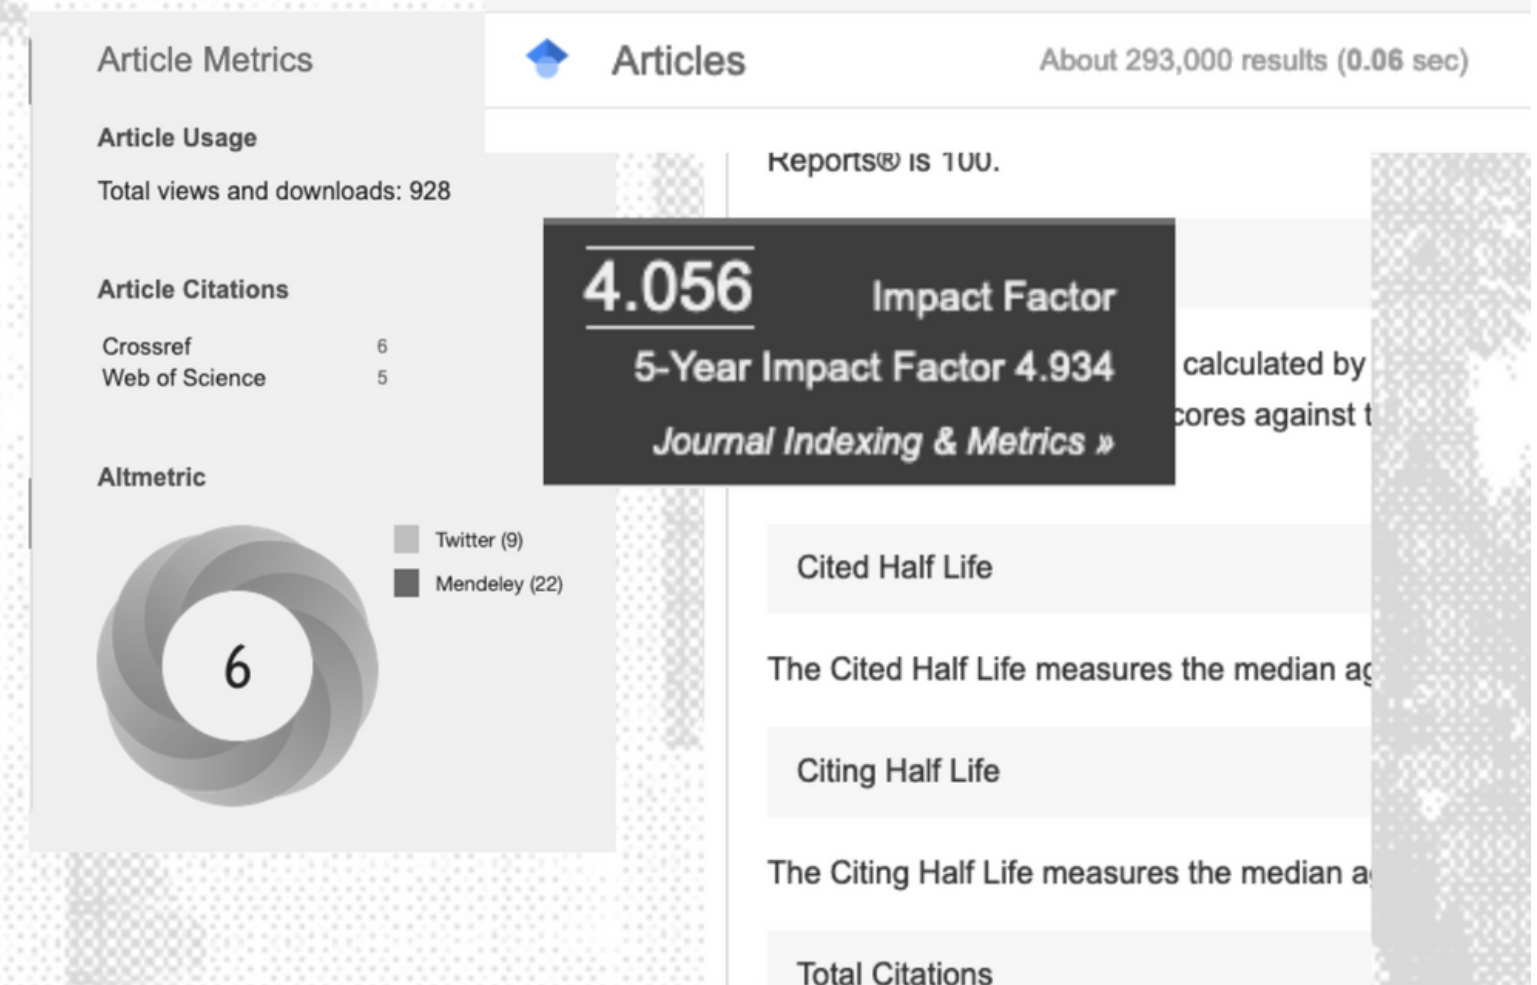 Article Metrics
Article Usage
Total views and downloads: 928
Article Citations
Crossref 6
Web of Science 5
Altmetric
Twitter (9)
Mendeley (22)
6
Articles
About 293,000 results (0.06 sec)
Reports® is 100.
4.056 Impact Factor
5-Year Impact Factor 4.934
Journal Indexing & Metrics »
calculated by
cores against t
Cited Half Life
The Cited Half Life measures the median ag
Citing Half Life
The Citing Half Life measures the median a
Total Citations